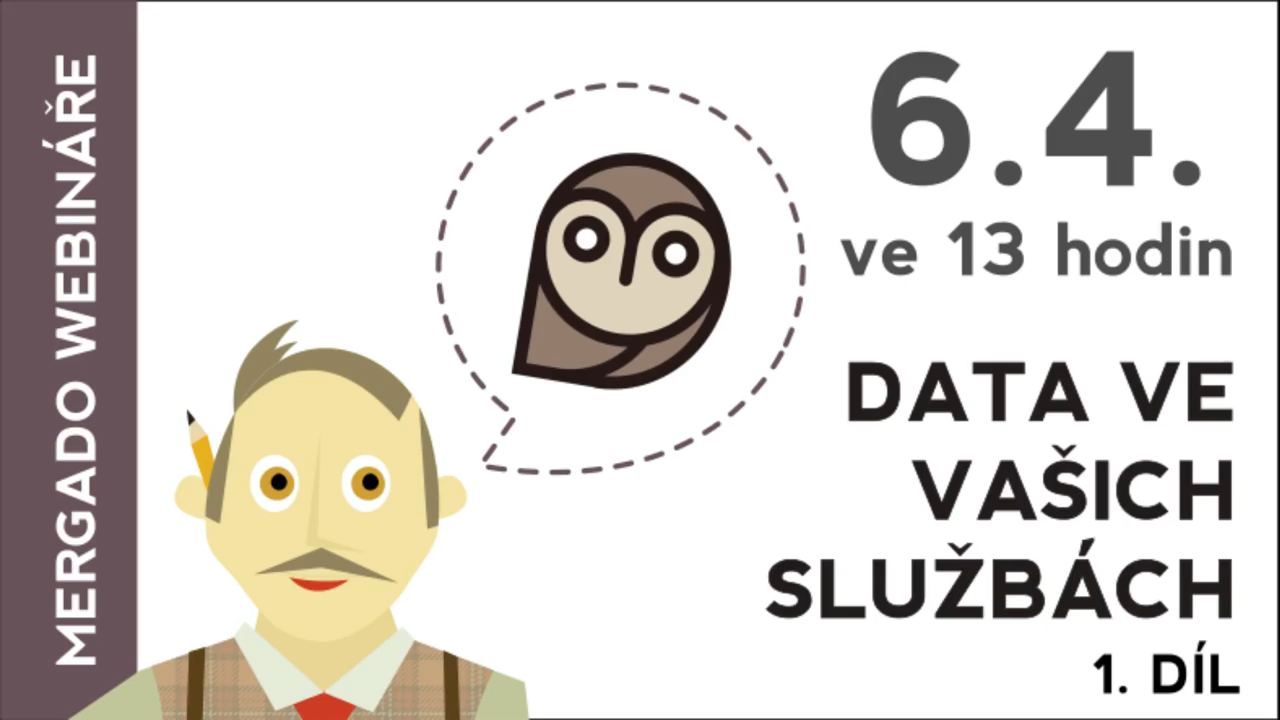 MERGADO WEBINÁŘE
6.4.
ve 13 hodin
DATA VE
VAŠICH
SLUŽBÁCH
1. DÍL